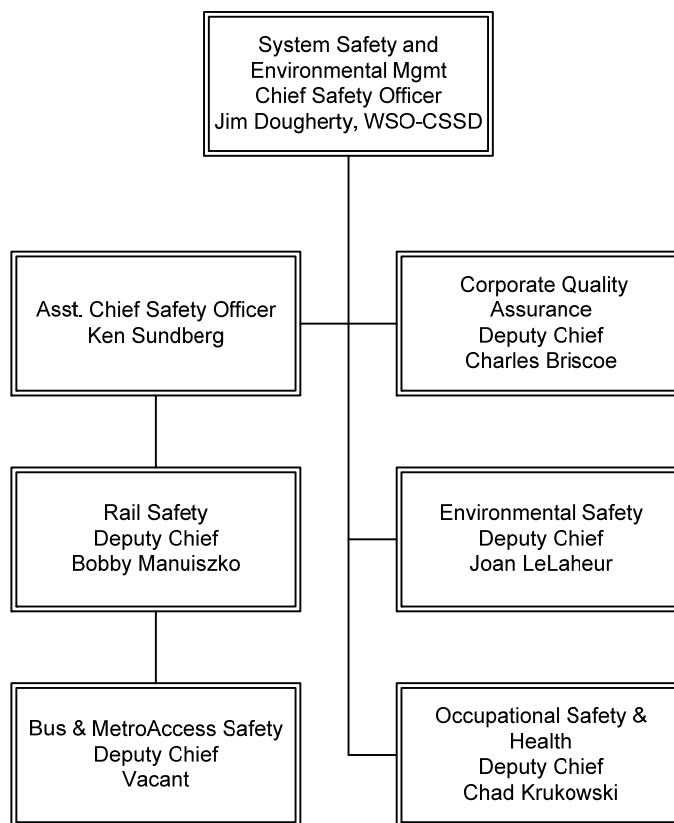 System Safety and
Environmental Mgmt
Chief Safety Officer
Jim Dougherty, WSO-CSSD
Asst. Chief Safety Officer
Ken Sundberg
Corporate Quality
Assurance
Deputy Chief
Charles Briscoe
Rail Safety
Deputy Chief
Bobby Manuiszko
Environmental Safety
Deputy Chief
Joan LeLaheur
Bus & MetroAccess Safety
Deputy Chief
Vacant
Occupational Safety &
Health
Deputy Chief
Chad Krukowski